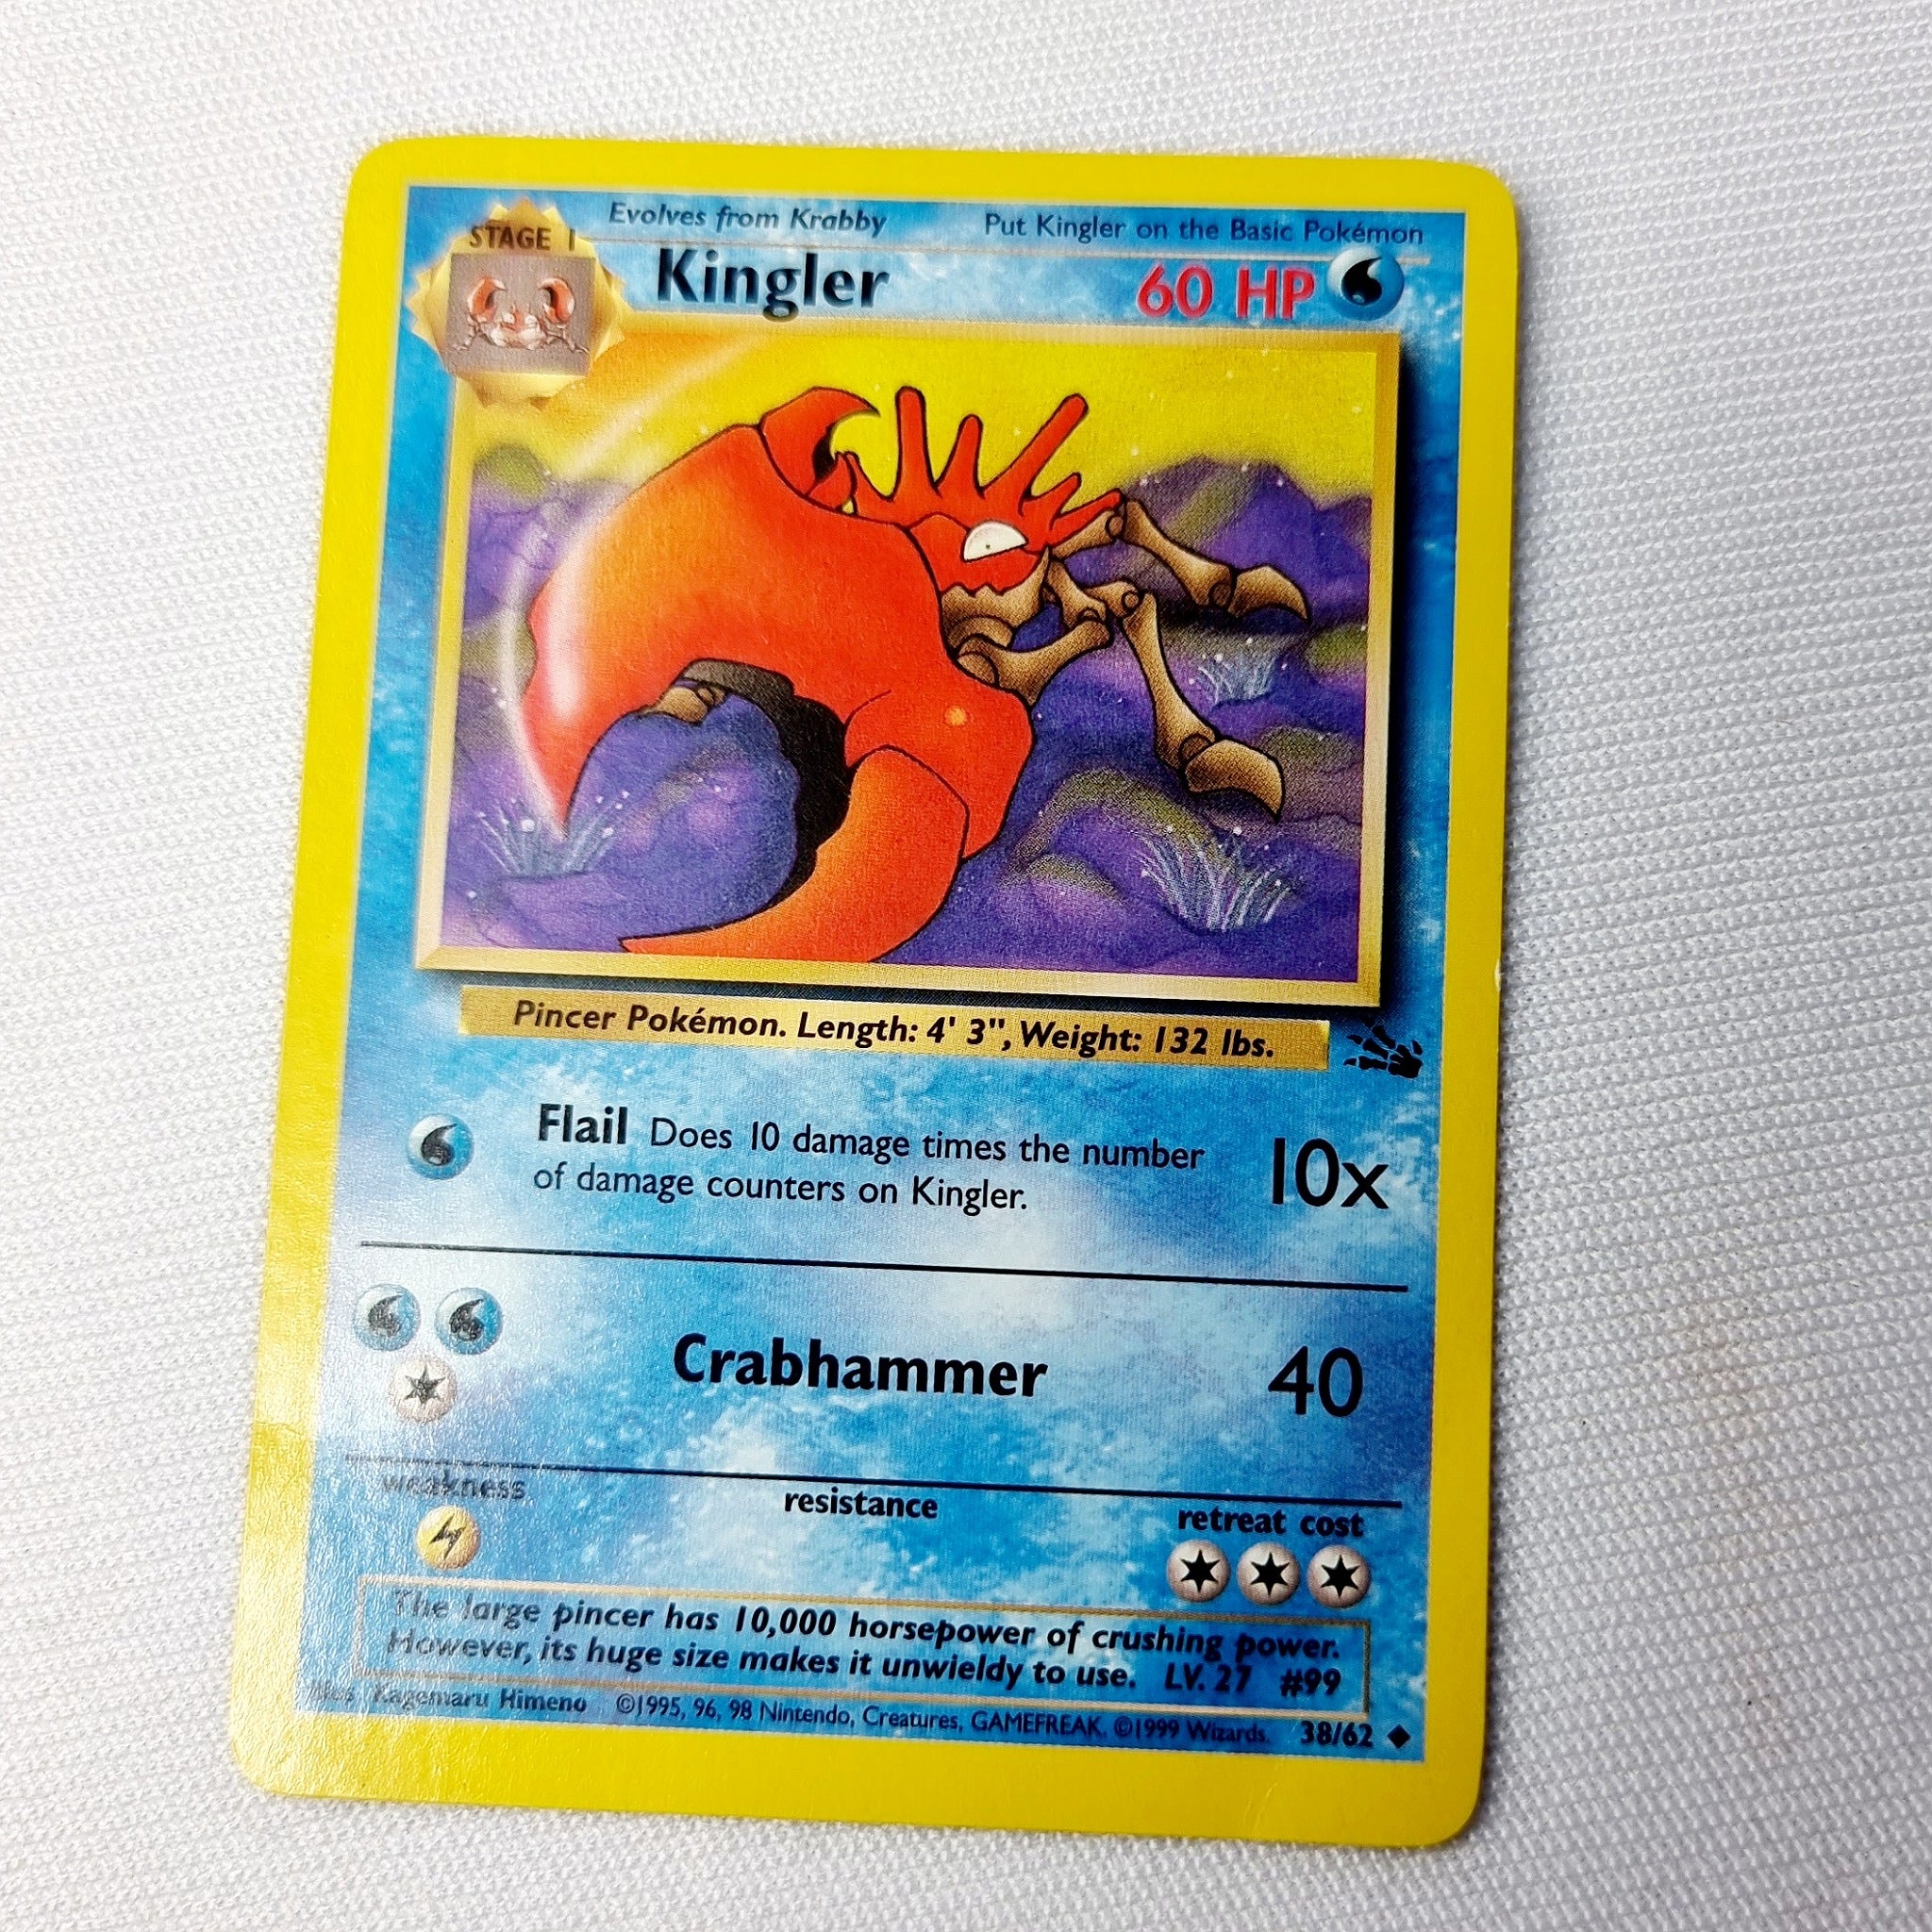 Evolves from Krabby Put Kingler on the Basic Pokémon
STAGE 1
Kingler 60 HP
Pincer Pokémon. Length: 4' 3", Weight: 132 lbs.
Flail Does 10 damage times the number
of damage counters on Kingler.
10x
Crabhammer 40
weakness resistance retreat cost
The large pincer has 10,000 horsepower of crushing power.
However, its huge size makes it unwieldy to use. LV. 27 #99
Kagemaru Himeno ©1995, 96, 98 Nintendo, Creatures, GAMEFREAK. ©1999 Wizards. 38/62